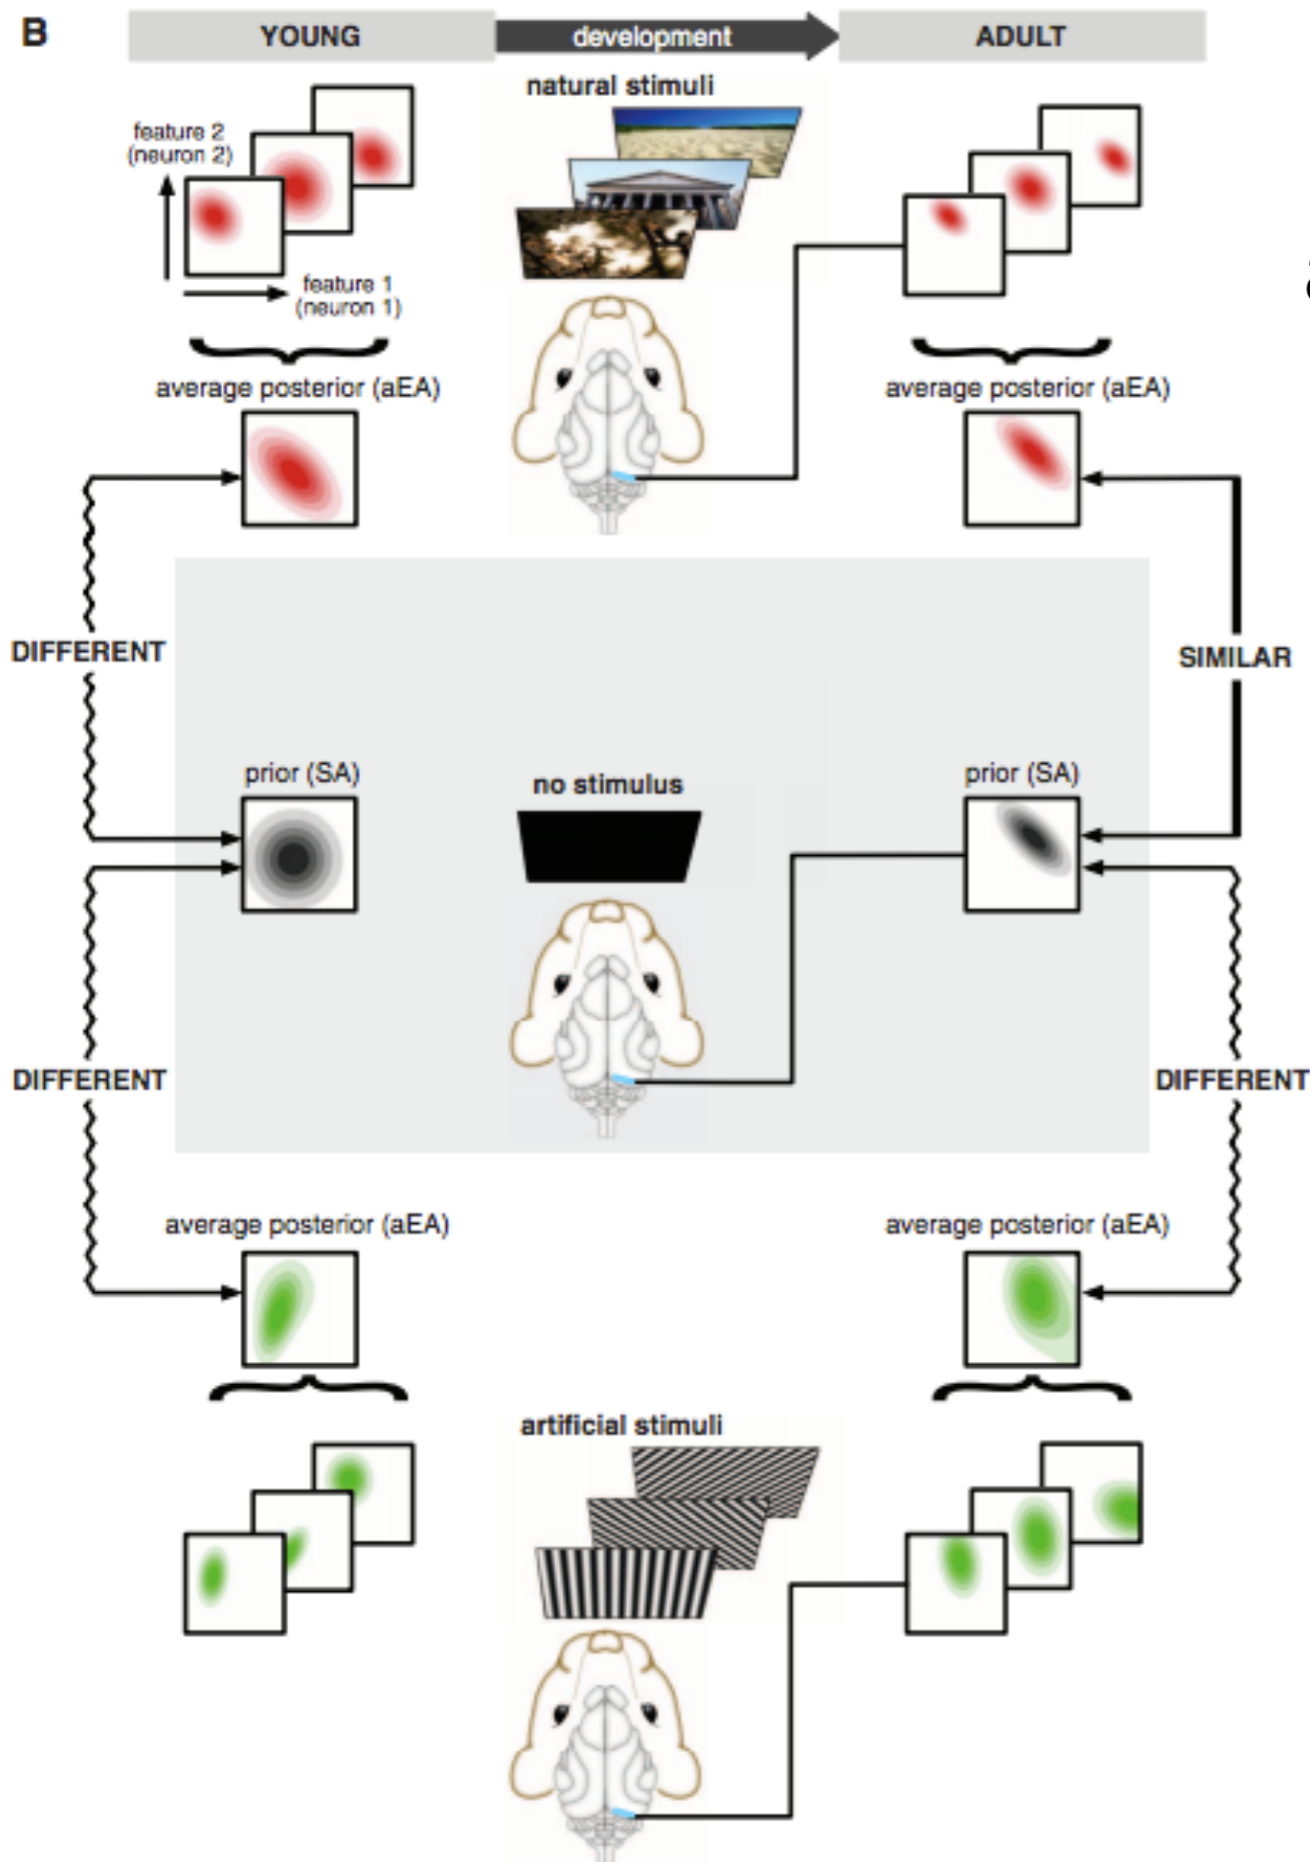 B
YOUNG
development
ADULT
natural stimuli
feature 2
(neuron 2)
feature 1
(neuron 1)
average posterior (aEA)
average posterior (aEA)
DIFFERENT
SIMILAR
prior (SA)
no stimulus
prior (SA)
DIFFERENT
DIFFERENT
average posterior (aEA)
average posterior (aEA)
artificial stimuli